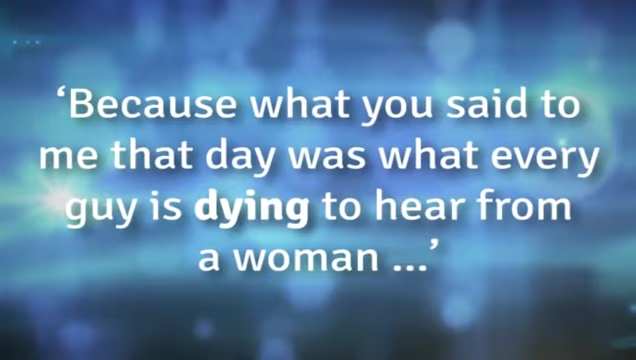 ‘Because what you said to
me that day was what every
guy is dying to hear from
a woman ...’